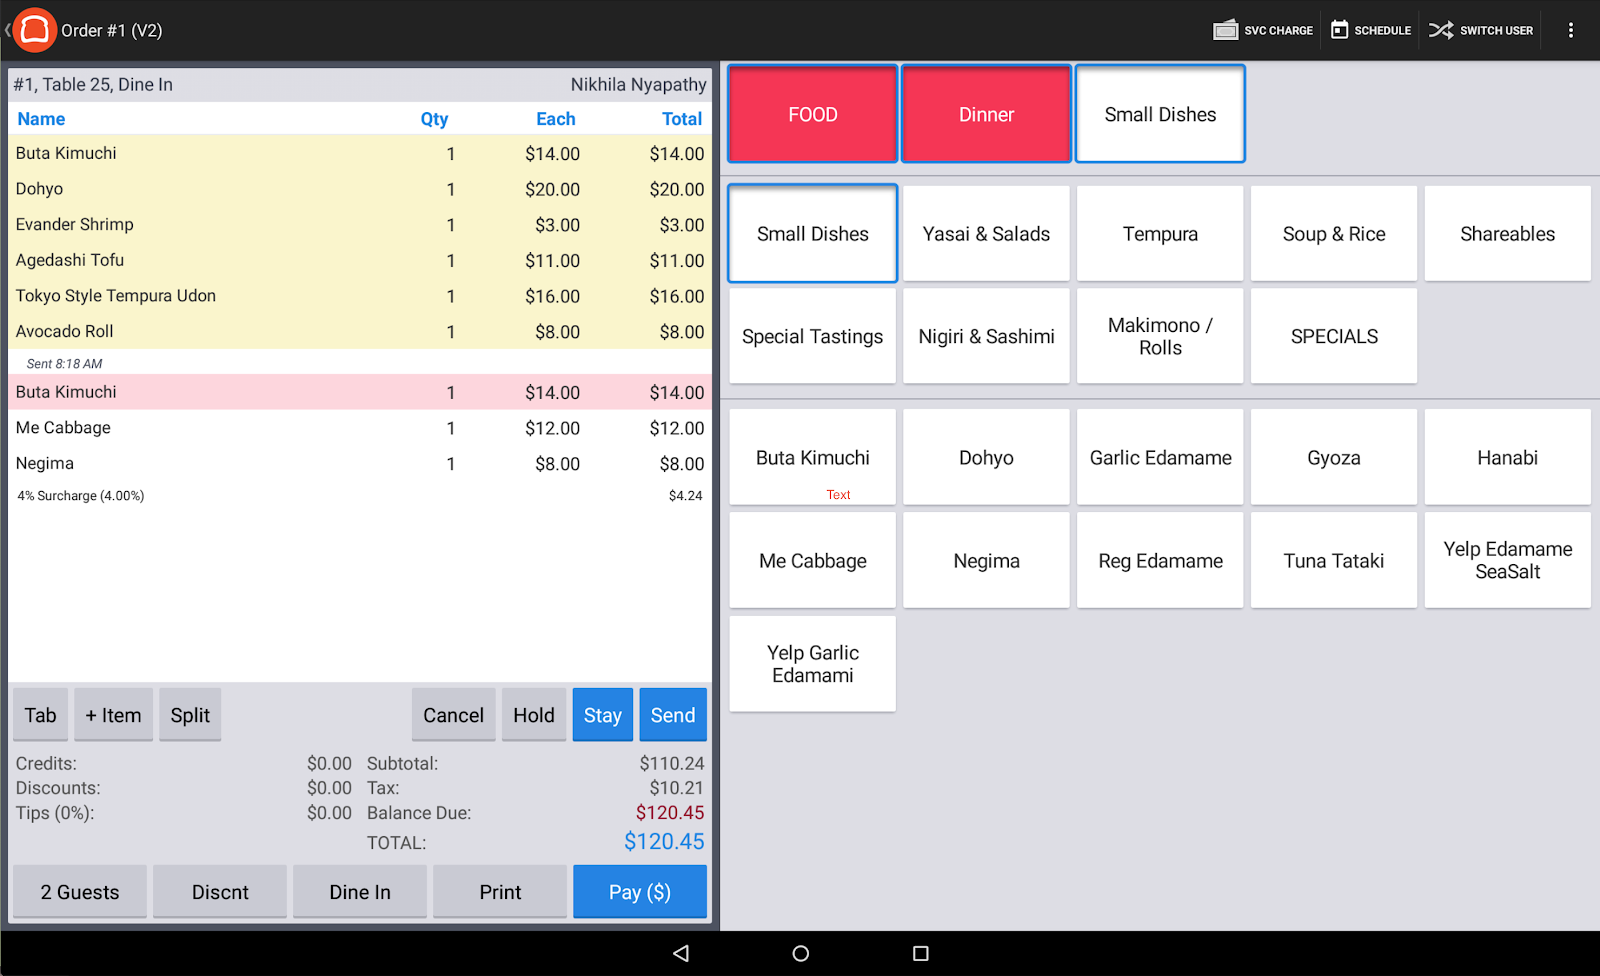 Order #1 (V2)
SVC CHARGE
SCHEDULE
SWITCH USER
#1, Table 25, Dine In Nikhila Nyapathy
Name Qty Each Total
Buta Kimuchi 1 $14.00 $14.00
Dohyo 1 $20.00 $20.00
Evander Shrimp 1 $3.00 $3.00
Agedashi Tofu 1 $11.00 $11.00
Tokyo Style Tempura Udon 1 $16.00 $16.00
Avocado Roll 1 $8.00 $8.00
Sent 8:18 AM
Buta Kimuchi 1 $14.00 $14.00
Me Cabbage 1 $12.00 $12.00
Negima 1 $8.00 $8.00
4% Surcharge (4.00%) $4.24
Tab + Item Split Cancel Hold Stay Send
Credits: $0.00 Subtotal: $110.24
Discounts: $0.00 Tax: $10.21
Tips (0%): $0.00 Balance Due: $120.45
TOTAL: $120.45
2 Guests Discnt Dine In Print Pay ($)
FOOD Dinner Small Dishes
Small Dishes Yasai & Salads Tempura Soup & Rice Shareables
Special Tastings Nigiri & Sashimi Makimono /
Rolls SPECIALS
Buta Kimuchi Dohyo Garlic Edamame Gyoza Hanabi
Text
Me Cabbage Negima Reg Edamame Tuna Tataki Yelp Edamame
SeaSalt
Yelp Garlic
Edamami